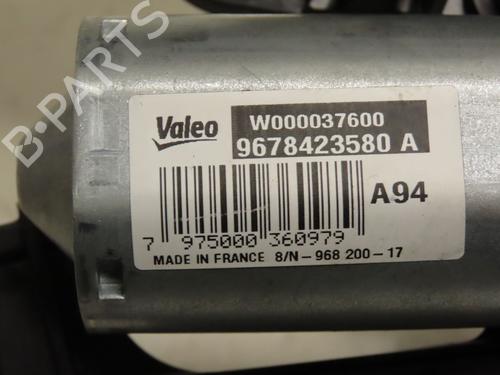 B-PARTS
Valeo
W000037600
9678423580 A
A94
7 975000 360979
MADE IN FRANCE 8/N-968 200-17